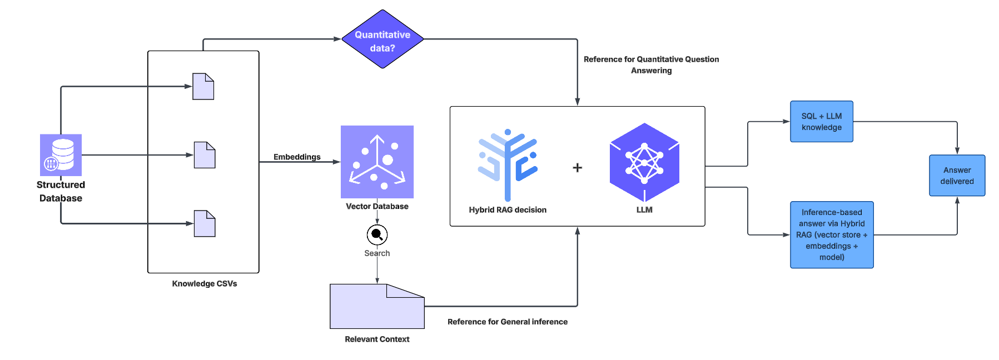 Quantitative
data?
Reference for Quantitative Question
Answering
Structured
Database
Knowledge CSVs
Embeddings
Vector Database
Search
Relevant Context
Reference for General inference
Hybrid RAG decision
+
LLM
SQL + LLM
knowledge
Inference-based
answer via Hybrid
RAG (vector store +
embeddings +
model)
Answer
delivered